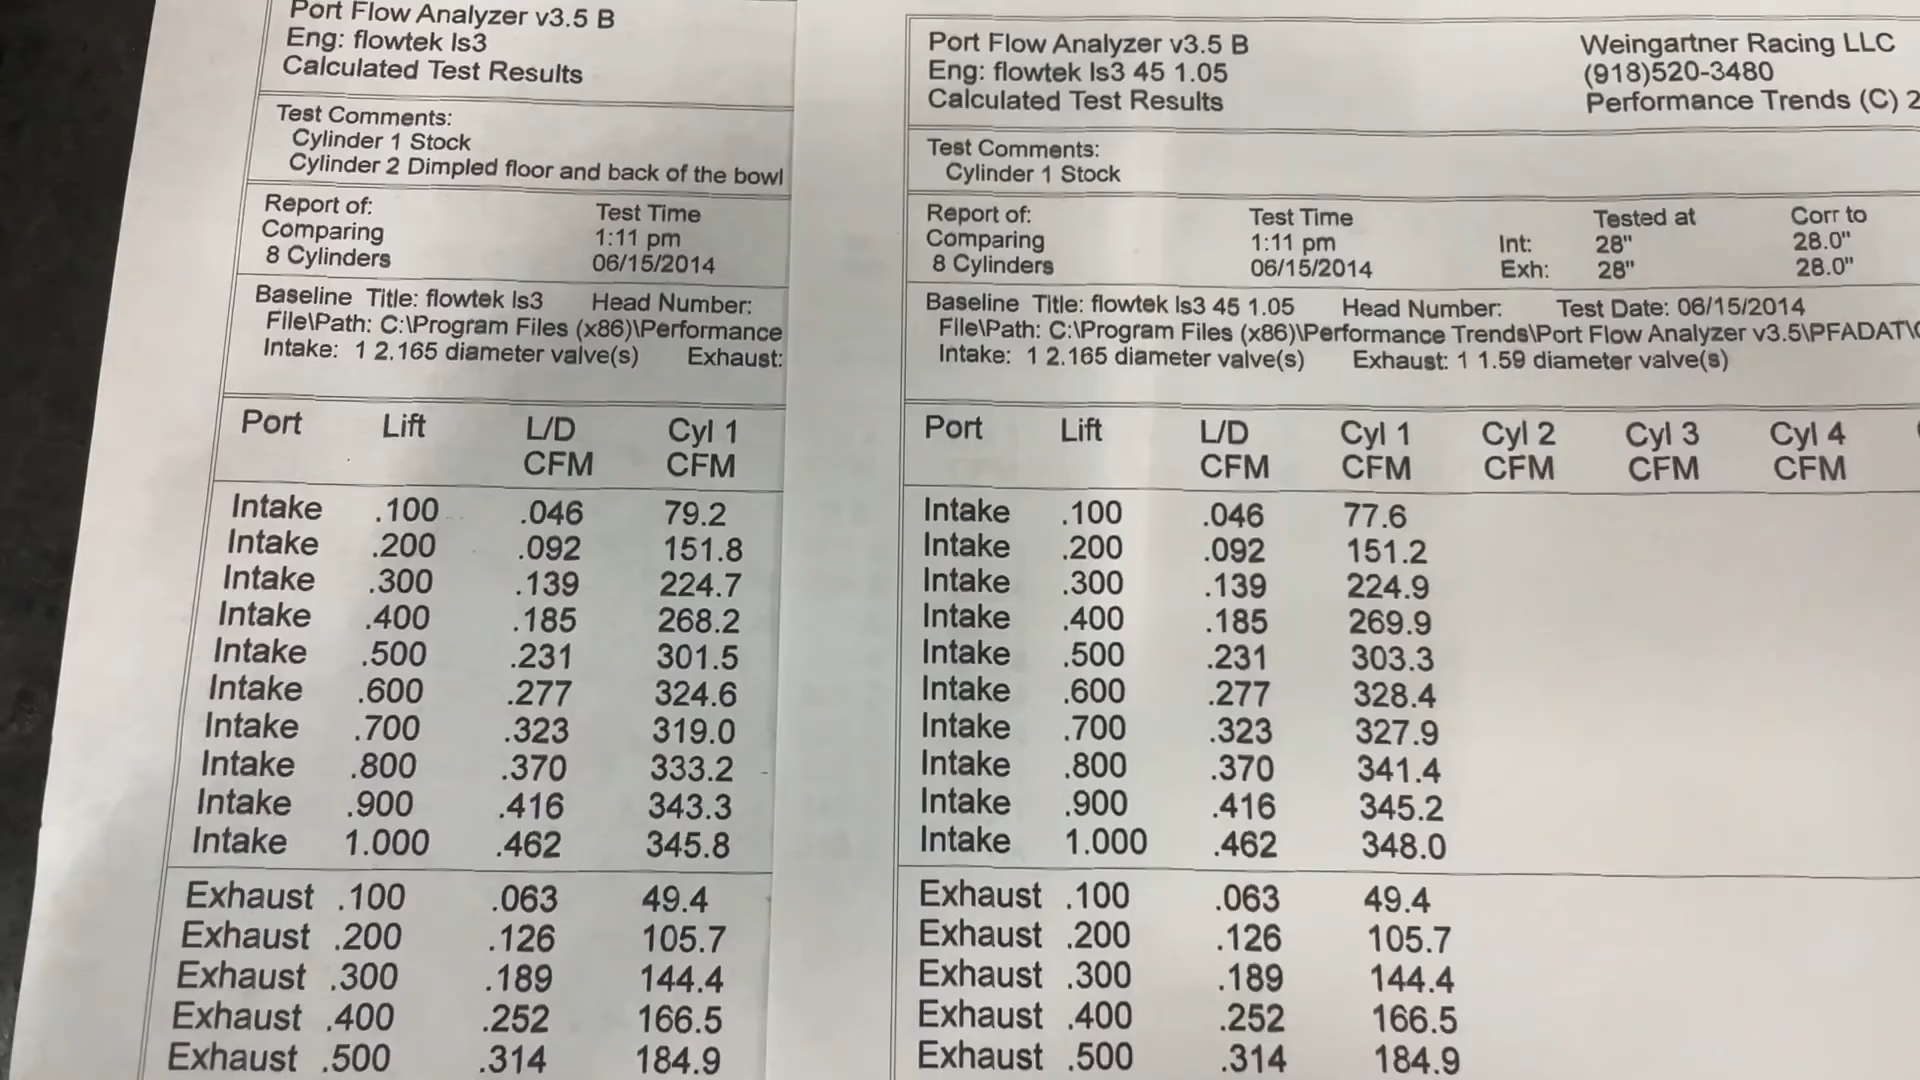 Port Flow Analyzer v3.5 B
Eng: flowtek ls3
Calculated Test Results
Test Comments:
Cylinder 1 Stock
Cylinder 2 Dimpled floor and back of the bowl
Report of: Test Time
Comparing 1:11 pm
8 Cylinders 06/15/2014
Baseline Title: flowtek ls3 Head Number:
File\Path: C:\Program Files (x86)\Performance
Intake: 1 2.165 diameter valve(s) Exhaust:
Port Lift L/D Cyl 1
CFM CFM
Intake .100 .046 79.2
Intake .200 .092 151.8
Intake .300 .139 224.7
Intake .400 .185 268.2
Intake .500 .231 301.5
Intake .600 .277 324.6
Intake .700 .323 319.0
Intake .800 .370 333.2
Intake .900 .416 343.3
Intake 1.000 .462 345.8
Exhaust .100 .063 49.4
Exhaust .200 .126 105.7
Exhaust .300 .189 144.4
Exhaust .400 .252 166.5
Exhaust .500 .314 184.9
Port Flow Analyzer v3.5 B Weingartner Racing LLC
Eng: flowtek ls3 45 1.05 (918)520-3480
Calculated Test Results Performance Trends (C) 2
Test Comments:
Cylinder 1 Stock
Report of: Test Time Tested at Corr to
Comparing 1:11 pm Int: 28" 28.0"
8 Cylinders 06/15/2014 Exh: 28" 28.0"
Baseline Title: flowtek ls3 45 1.05 Head Number: Test Date: 06/15/2014
File\Path: C:\Program Files (x86)\Performance Trends\Port Flow Analyzer v3.5\PFADAT\
Intake: 1 2.165 diameter valve(s) Exhaust: 1 1.59 diameter valve(s)
Port Lift L/D Cyl 1 Cyl 2 Cyl 3 Cyl 4
CFM CFM CFM CFM CFM
Intake .100 .046 77.6
Intake .200 .092 151.2
Intake .300 .139 224.9
Intake .400 .185 269.9
Intake .500 .231 303.3
Intake .600 .277 328.4
Intake .700 .323 327.9
Intake .800 .370 341.4
Intake .900 .416 345.2
Intake 1.000 .462 348.0
Exhaust .100 .063 49.4
Exhaust .200 .126 105.7
Exhaust .300 .189 144.4
Exhaust .400 .252 166.5
Exhaust .500 .314 184.9